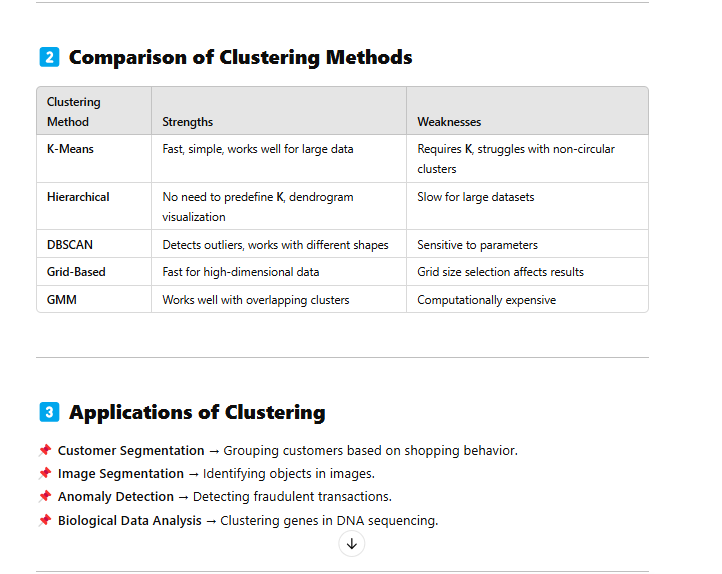 2 Comparison of Clustering Methods
Clustering
Method Strengths Weaknesses
K-Means Fast, simple, works well for large data Requires K, struggles with non-circular
clusters
Hierarchical No need to predefine K, dendrogram Slow for large datasets
visualization
DBSCAN Detects outliers, works with different shapes Sensitive to parameters
Grid-Based Fast for high-dimensional data Grid size selection affects results
GMM Works well with overlapping clusters Computationally expensive
3 Applications of Clustering
📌 Customer Segmentation → Grouping customers based on shopping behavior.
📌 Image Segmentation → Identifying objects in images.
📌 Anomaly Detection → Detecting fraudulent transactions.
📌 Biological Data Analysis → Clustering genes in DNA sequencing.